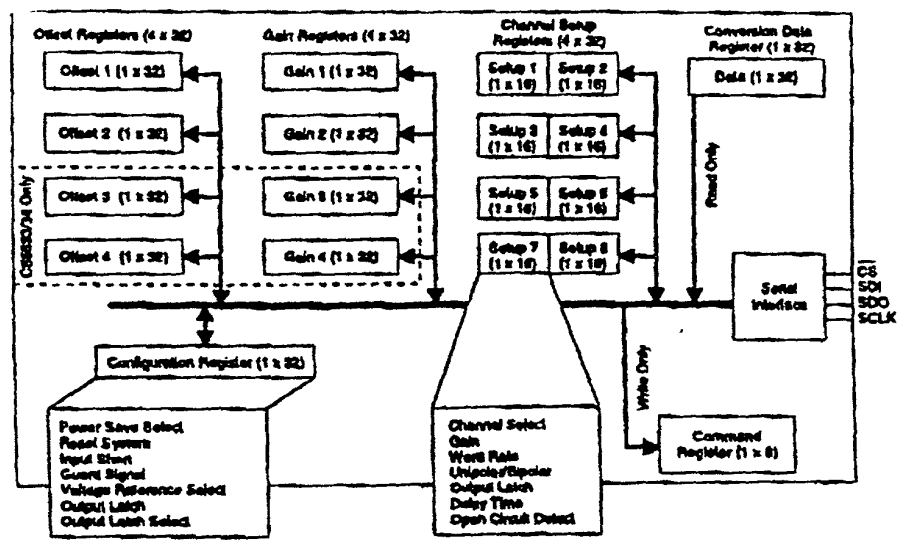 Offset Registers (4 x 32)
Offset 1 (1 x 32)
Offset 2 (1 x 32)
Offset 3 (1 x 32)
Offset 4 (1 x 32)
Gain Registers (4 x 32)
Gain 1 (1 x 32)
Gain 2 (1 x 32)
Gain 3 (1 x 32)
Gain 4 (1 x 32)
Channel Setup
Registers (4 x 32)
Setup 1 (1 x 16)
Setup 2 (1 x 16)
Setup 3 (1 x 16)
Setup 4 (1 x 16)
Setup 5 (1 x 16)
Setup 6 (1 x 16)
Setup 7 (1 x 16)
Setup 8 (1 x 16)
Conversion Data
Register (1 x 32)
Data (1 x 32)
Read Only
CS5533/34 Only
Serial
Interface
CS
SDI
SDO
SCLK
Configuration Register (1 x 32)
Power Save Select
Reset System
Input Short
Guard Signal
Voltage Reference Select
Output Latch
Output Latch Select
Channel Select
Gain
Word Rate
Unipolar/Bipolar
Output Latch
Delay Time
Open Circuit Detect
Write Only
Command
Register (1 x 8)